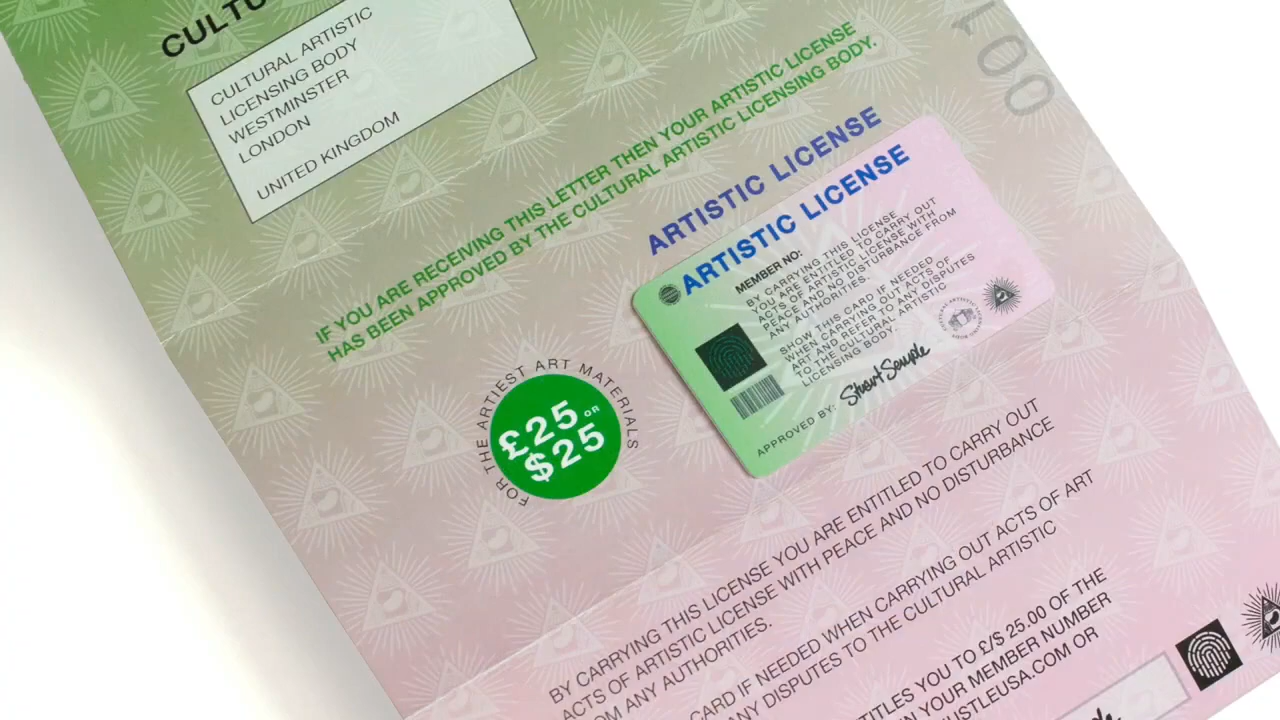 CULTU
CULTURAL ARTISTIC
LICENSING BODY
WESTMINSTER
LONDON
UNITED KINGDOM
001
IF YOU ARE RECEIVING THIS LETTER THEN YOUR ARTISTIC LICENSE
HAS BEEN APPROVED BY THE CULTURAL ARTISTIC LICENSING BODY.
ARTISTIC LICENSE
ARTISTIC LICENSE
MEMBER NO:
BY CARRYING THIS LICENSE
YOU ARE ENTITLED TO CARRY OUT
ACTS OF ARTISTIC LICENSE WITH
PEACE AND NO DISTURBANCE FROM
ANY AUTHORITIES.
SHOW THIS CARD IF NEEDED
WHEN CARRYING OUT ACTS OF
ART AND REFER TO ANY DISPUTES
TO THE CULTURAL ARTISTIC
LICENSING BODY.
APPROVED BY: Stuart Semple
FOR THE ARTIEST ART MATERIALS
£25 OR
$25
BY CARRYING THIS LICENSE YOU ARE ENTITLED TO CARRY OUT
ACTS OF ARTISTIC LICENSE WITH PEACE AND NO DISTURBANCE
OM ANY AUTHORITIES.
CARD IF NEEDED WHEN CARRYING OUT ACTS OF ART
ANY DISPUTES TO THE CULTURAL ARTISTIC
TITLES YOU TO £/$ 25.00 OF THE
N YOUR MEMBER NUMBER
USTLEUSA.COM OR